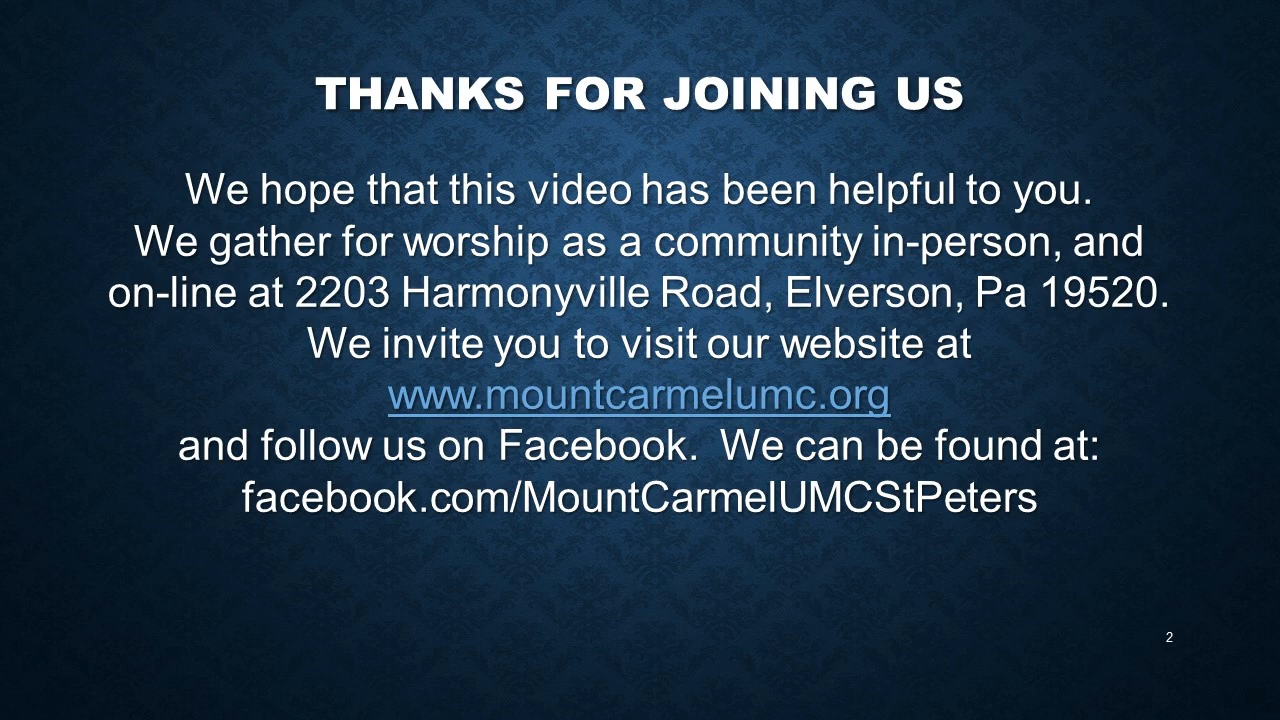 THANKS FOR JOINING US
We hope that this video has been helpful to you.
We gather for worship as a community in-person, and
on-line at 2203 Harmonyville Road, Elverson, Pa 19520.
We invite you to visit our website at
www.mountcarmelumc.org
and follow us on Facebook.  We can be found at:
facebook.com/MountCarmelUMCStPeters
2